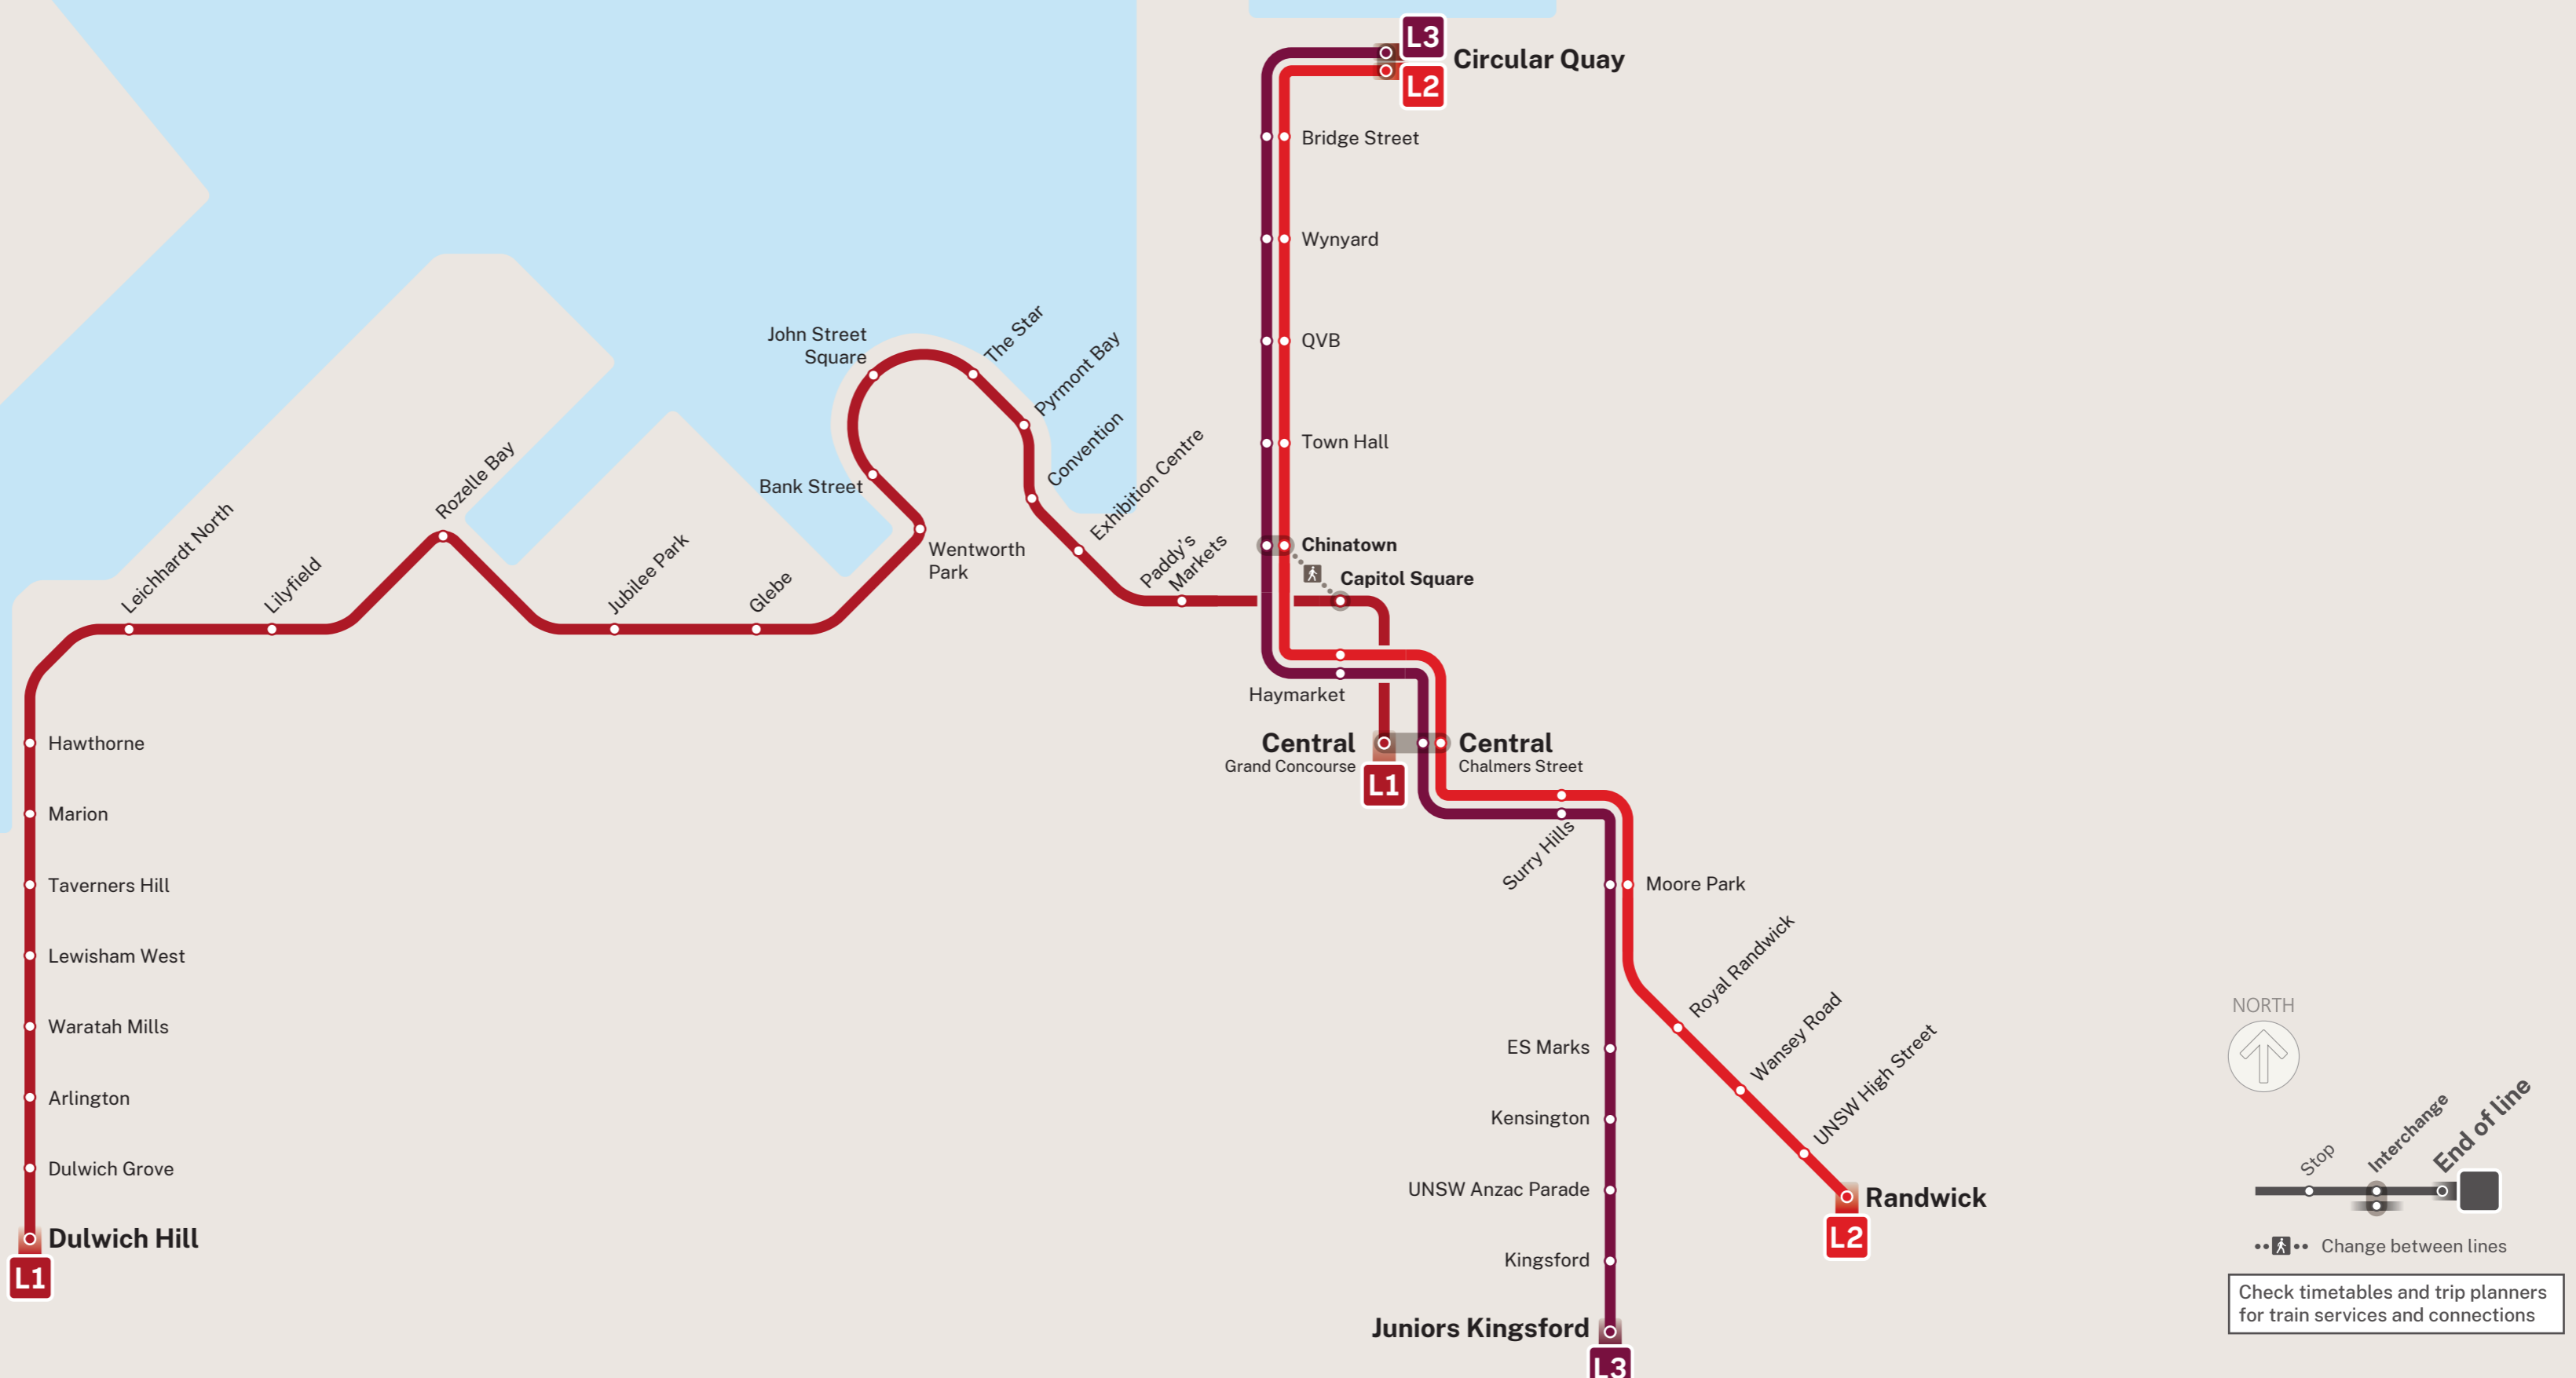 L3
Circular Quay
L2
Bridge Street
Wynyard
QVB
Town Hall
Chinatown
Capitol Square
Haymarket
Central
Grand Concourse
L1
Central
Chalmers Street
Surry Hills
Moore Park
Royal Randwick
Wansey Road
UNSW High Street
Randwick
L2
ES Marks
Kensington
UNSW Anzac Parade
Kingsford
Juniors Kingsford
L3
Paddy's
Markets
Exhibition Centre
Convention
Pyrmont Bay
The Star
John Street
Square
Bank Street
Wentworth
Park
Glebe
Jubilee Park
Rozelle Bay
Lilyfield
Leichhardt North
Hawthorne
Marion
Taverners Hill
Lewisham West
Waratah Mills
Arlington
Dulwich Grove
Dulwich Hill
L1
NORTH
Stop
Interchange
End of line
Change between lines
Check timetables and trip planners
for train services and connections